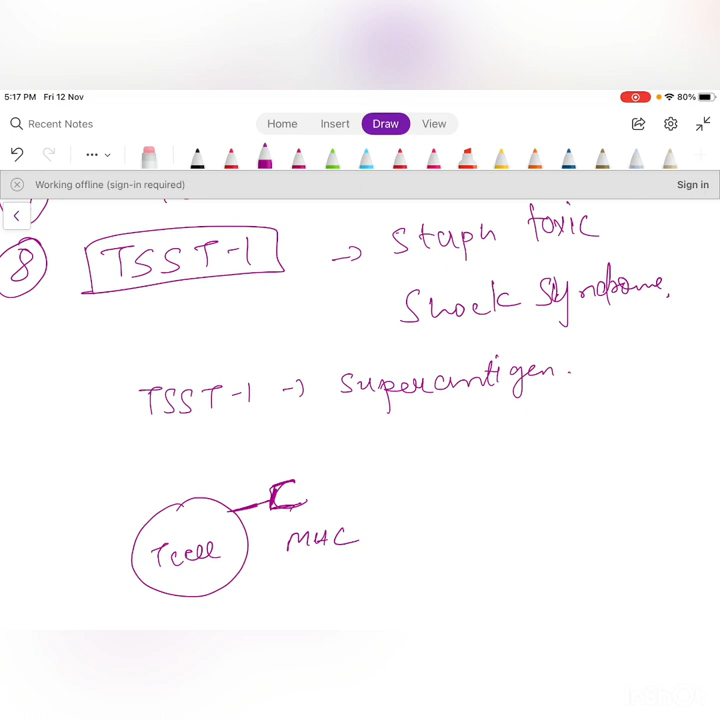 5:17 PM Fri 12 Nov
80%
Recent Notes
Home Insert Draw View
Working offline (sign-in required)
Sign in
8 TSST-1 → Staph toxic
Shock Syndrome.
TSST-1 → Superantigen.
T cell
MHC